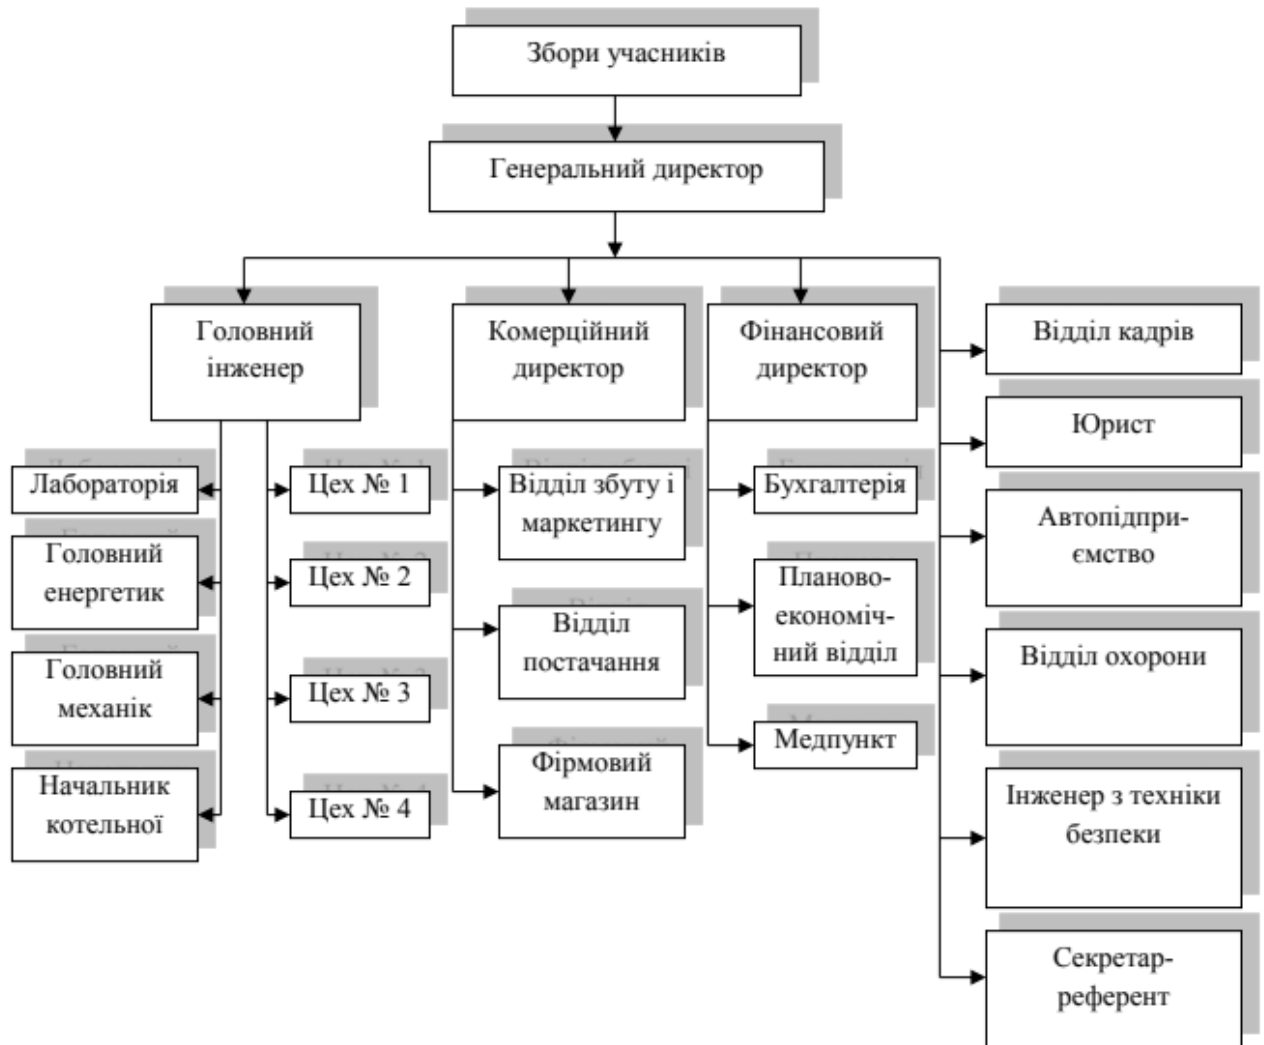 Збори учасників
Генеральний директор
Головний
інженер
Комерційний
директор
Фінансовий
директор
Відділ кадрів
Юрист
Автопідпри-
ємство
Відділ охорони
Інженер з техніки
безпеки
Секретар-
референт
Лабораторія
Головний
енергетик
Головний
механік
Начальник
котельної
Цех № 1
Цех № 2
Цех № 3
Цех № 4
Відділ збуту і
маркетингу
Відділ
постачання
Фірмовий
магазин
Бухгалтерія
Планово-
економіч-
ний відділ
Медпункт